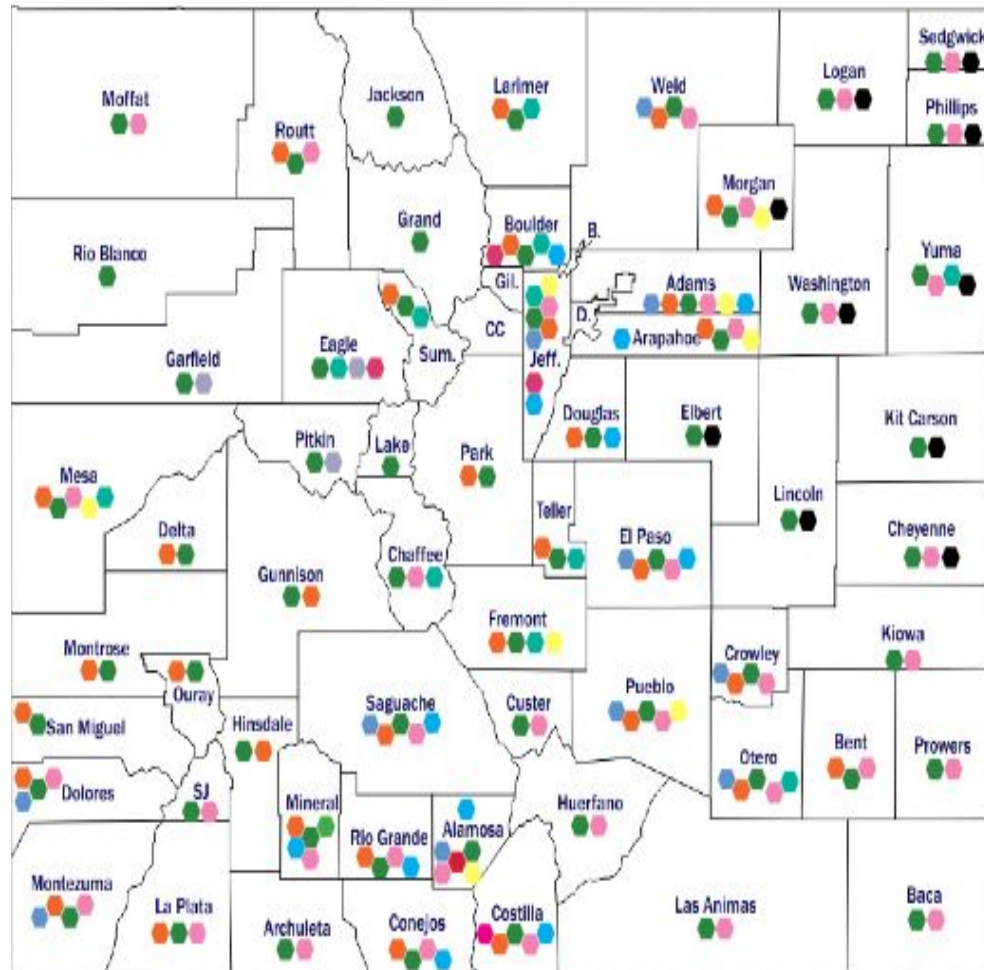 Sedgwick
Moffat
Jackson
Larimer
Weld
Logan
Phillips
Routt
Morgan
Grand
Boulder
B.
Rio Blanco
Yuma
Gil.
Adams
Washington
D.
CC
Arapahoe
Garfield
Eagle
Sum.
Jeff.
Douglas
Elbert
Kit Carson
Pitkin
Lake
Park
Mesa
Lincoln
Teller
Delta
El Paso
Cheyenne
Chaffee
Gunnison
Fremont
Kiowa
Montrose
Crowley
Ouray
Saguache
Custer
Pueblo
San Miguel
Hinsdale
Otero
Bent
Prowers
Dolores
SJ
Mineral
Huerfano
Rio Grande
Alamosa
Montezuma
La Plata
Archuleta
Conejos
Costilla
Las Animas
Baca